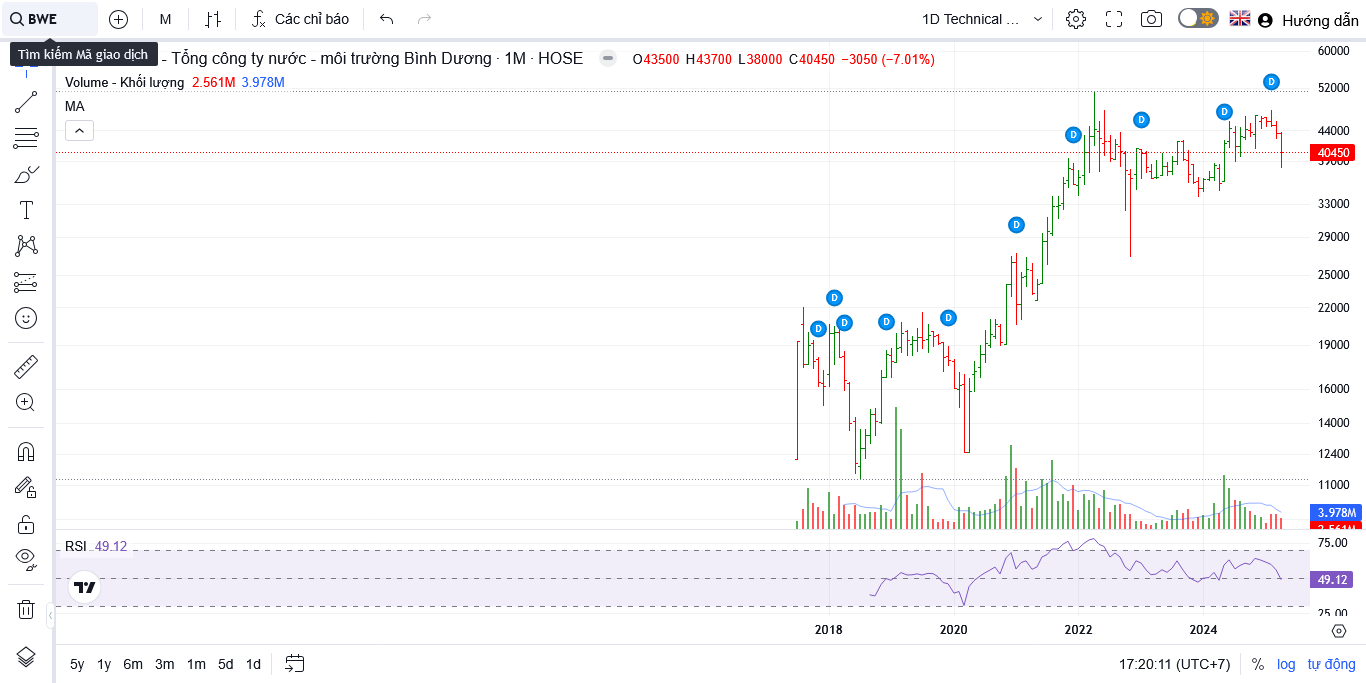 BWE M Các chỉ báo 1D Technical ... Hướng dẫn
Tìm kiếm Mã giao dịch - Tổng công ty nước - môi trường Bình Dương · 1M · HOSE O43500 H43700 L38000 C40450 −3050 (−7.01%)
Volume - Khối lượng 2.561M 3.978M
MA
60000
52000
44000
40450
39000
33000
29000
25000
22000
19000
16000
14000
12400
11000
3.978M
2.561M
D
D
D
D
D
D
D
D
D
D
D
RSI 49.12
75.00
49.12
25.00
2018 2020 2022 2024
5y 1y 6m 3m 1m 5d 1d 17:20:11 (UTC+7) % log tự động